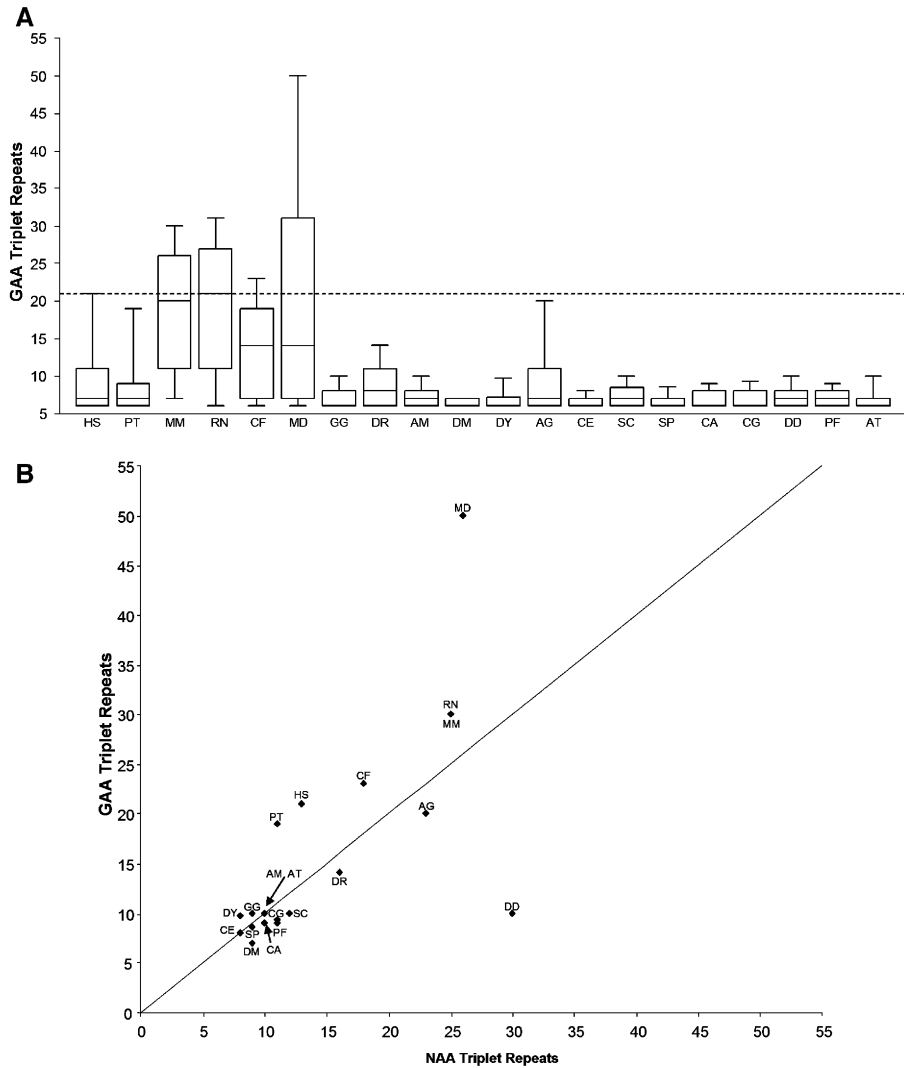 A
55
50
45
40
35
30
25
20
15
10
5
GAA Triplet Repeats
HS PT MM RN CF MD GG DR AM DM DY AG CE SC SP CA CG DD PF AT
B
55
50
45
40
35
30
25
20
15
10
5
0
GAA Triplet Repeats
MD
RN
MM
CF
HS
AG
PT
AM AT
DR
DY GG CG SC DD
CE SP PF
DM CA
0 5 10 15 20 25 30 35 40 45 50 55
NAA Triplet Repeats